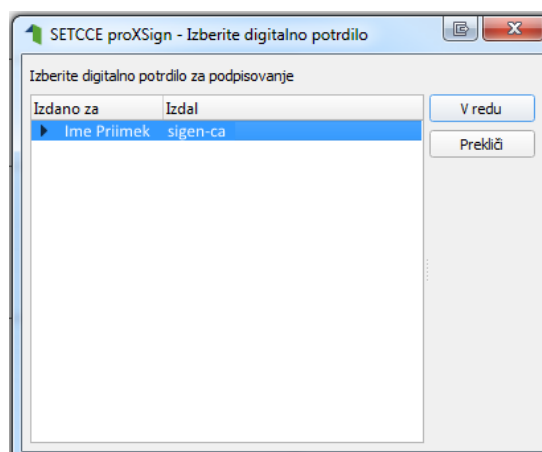 SETCCE proXSign - Izberite digitalno potrdilo
Izberite digitalno potrdilo za podpisovanje
Izdano za Izdal
Ime Priimek sigen-ca
V redu
Prekliči